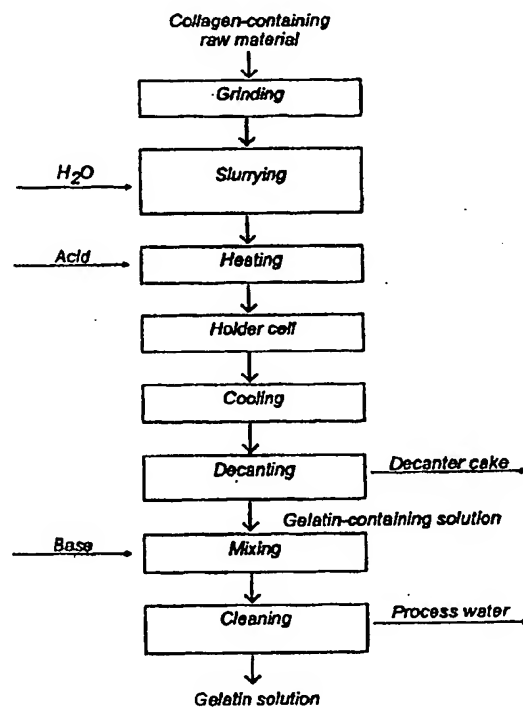 Collagen-containing
raw material
Grinding
H2O
Slurrying
Acid
Heating
Holder cell
Cooling
Decanting
Decanter cake
Gelatin-containing solution
Base
Mixing
Cleaning
Process water
Gelatin solution